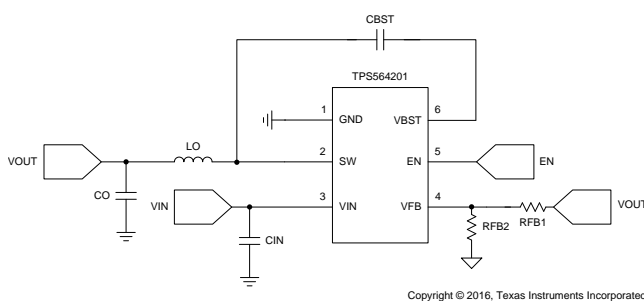 CBST
TPS564201
1
GND
VBST
6
LO
VOUT
2
SW
EN
5
EN
CO
VIN
3
VIN
VFB
4
VOUT
RFB2
RFB1
CIN
Copyright © 2016, Texas Instruments Incorporated